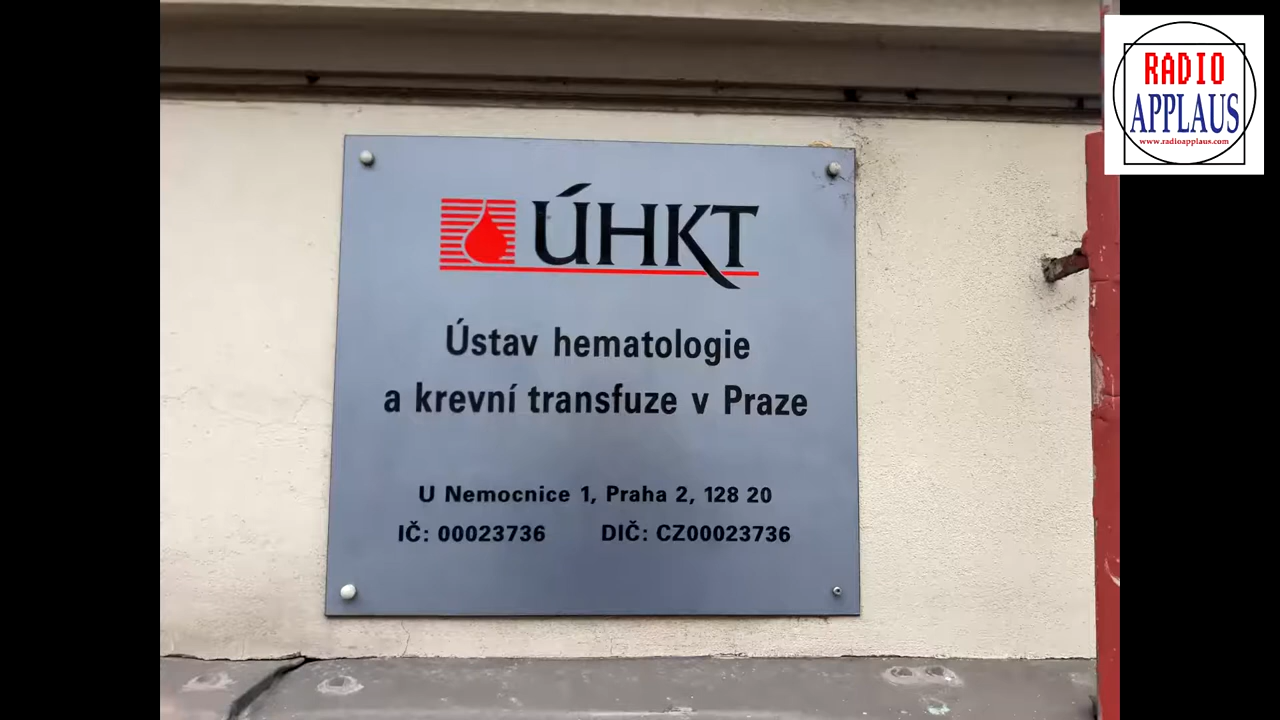 RADIO
APPLAUS
www.radioapplaus.com
ÚHKT
Ústav hematologie
a krevní transfuze v Praze
U Nemocnice 1, Praha 2, 128 20
IČ: 00023736 DIČ: CZ00023736